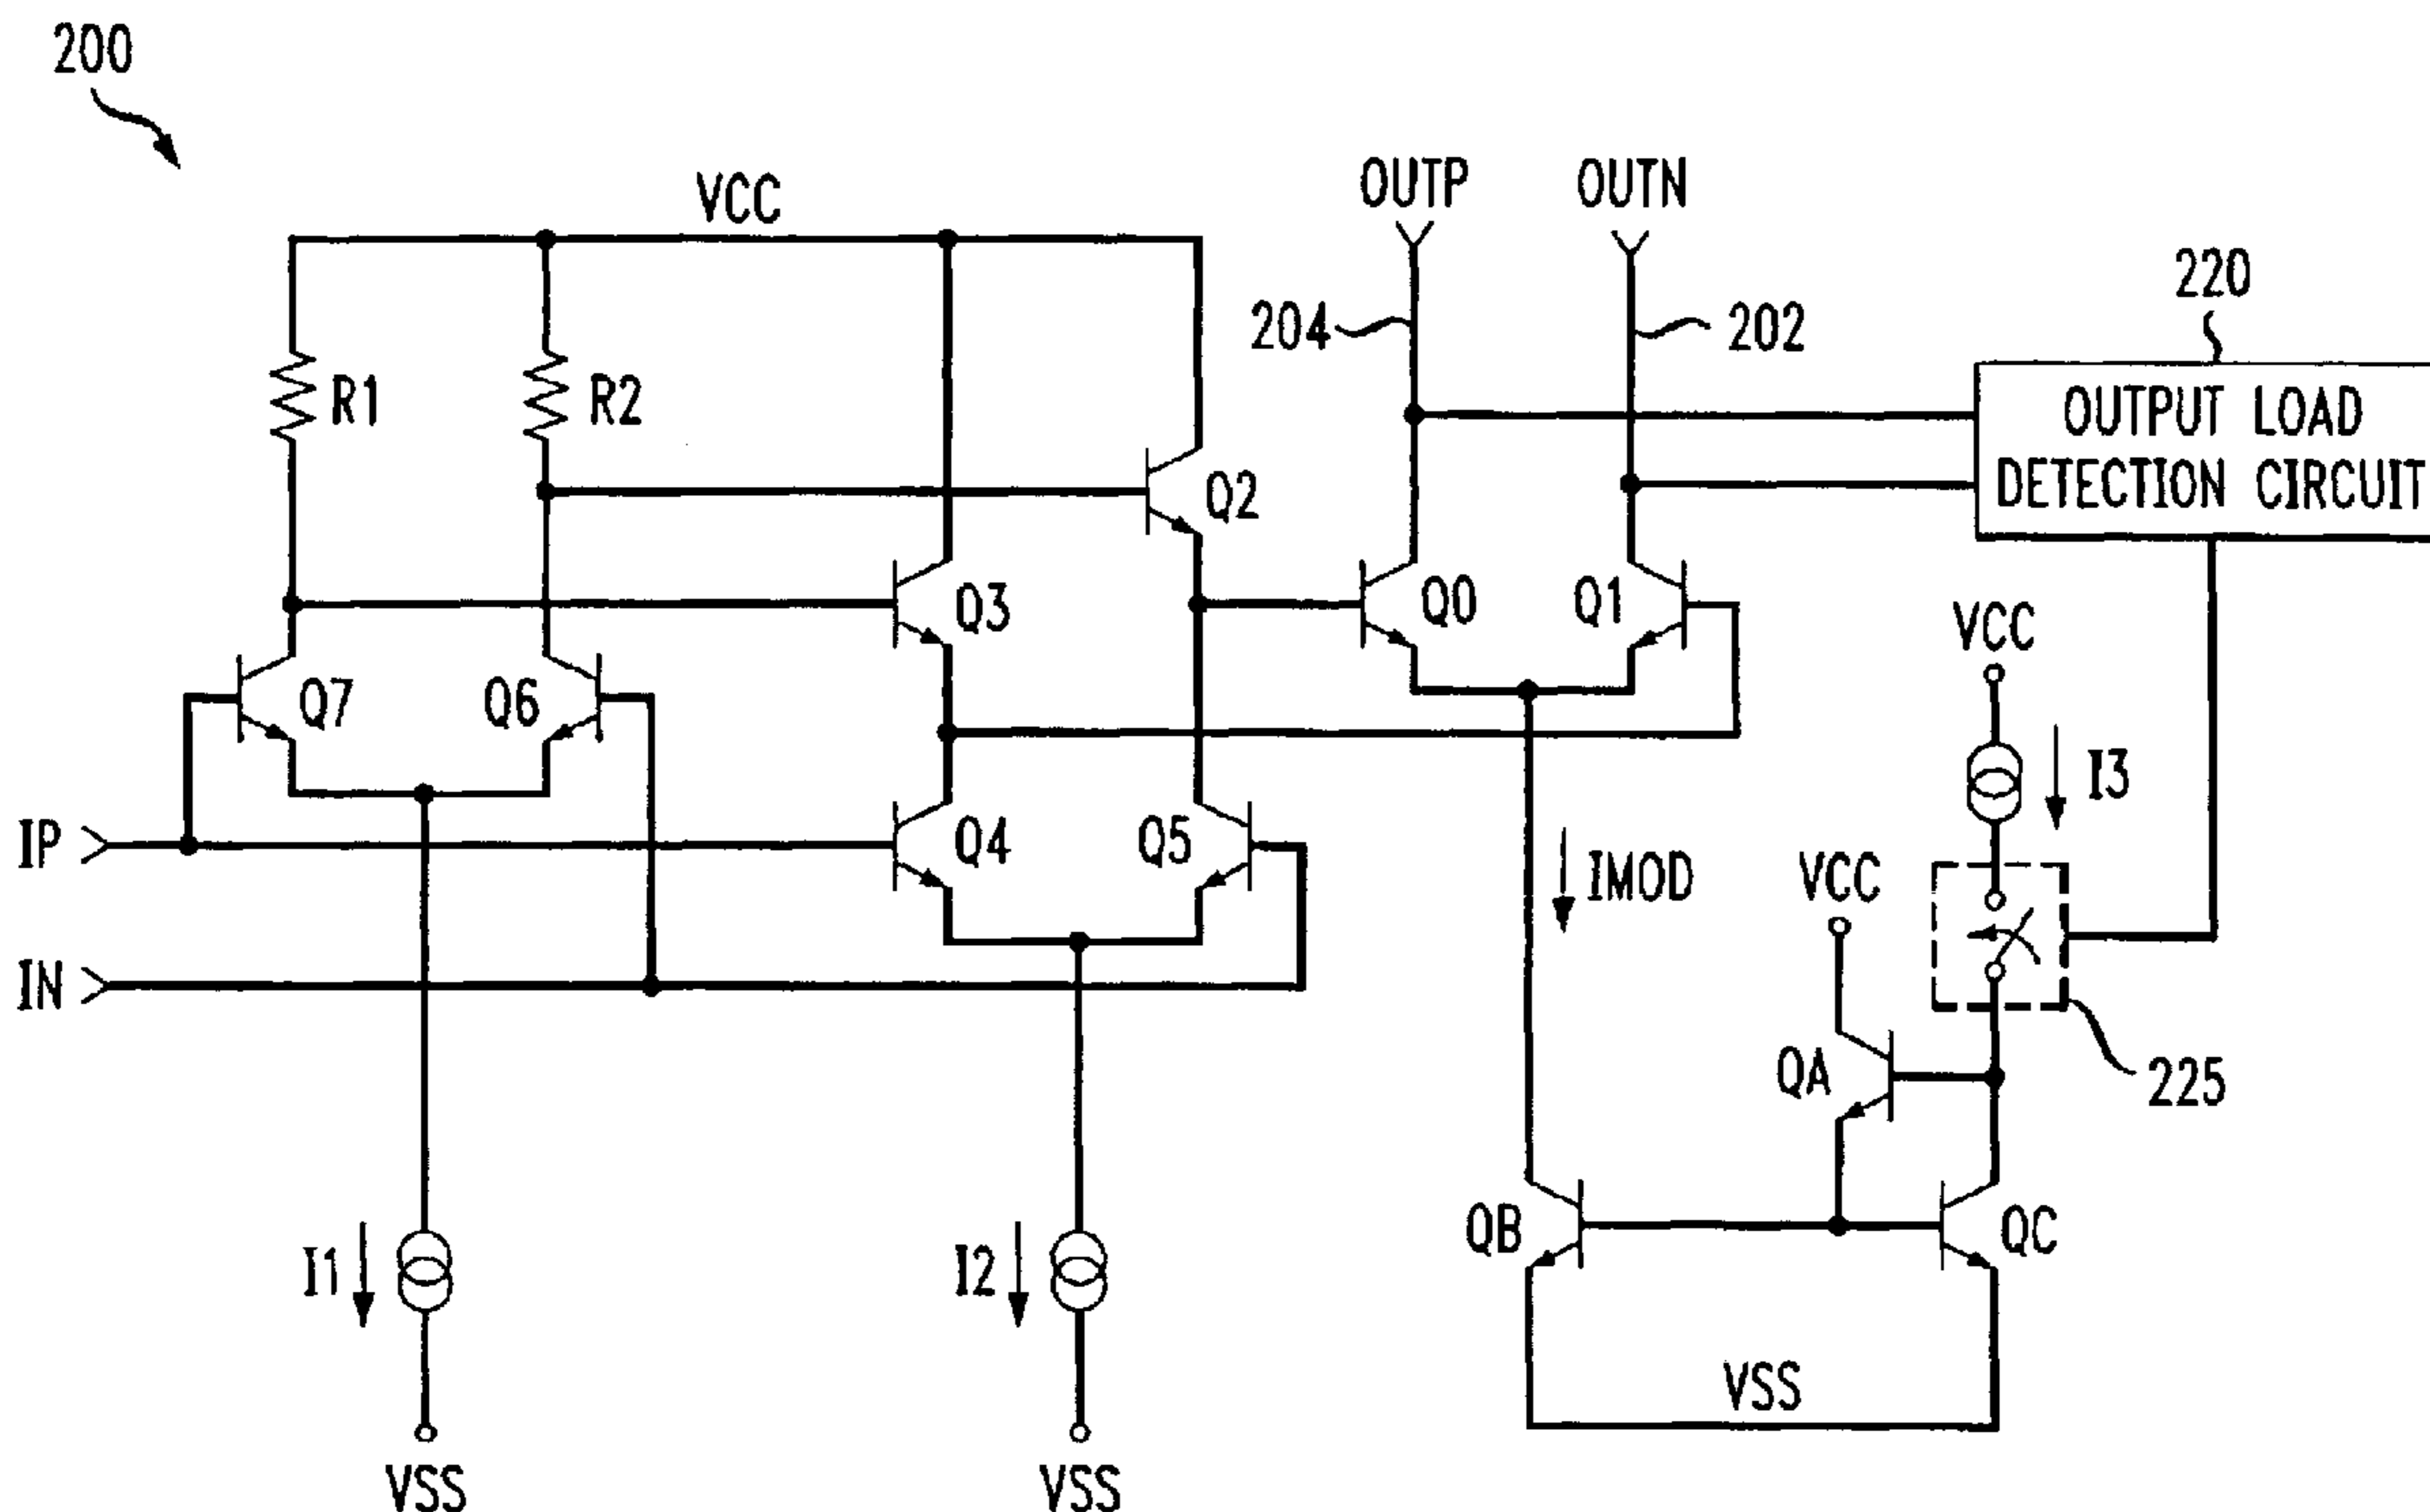 200
VCC
OUTP
OUTN
204
202
220
OUTPUT LOAD
DETECTION CIRCUIT
R1
R2
Q2
Q3
Q0
Q1
VCC
Q7
Q6
I3
IP
Q4
Q5
IMOD
VCC
IN
QA
225
QB
QC
I1
I2
VSS
VSS
VSS